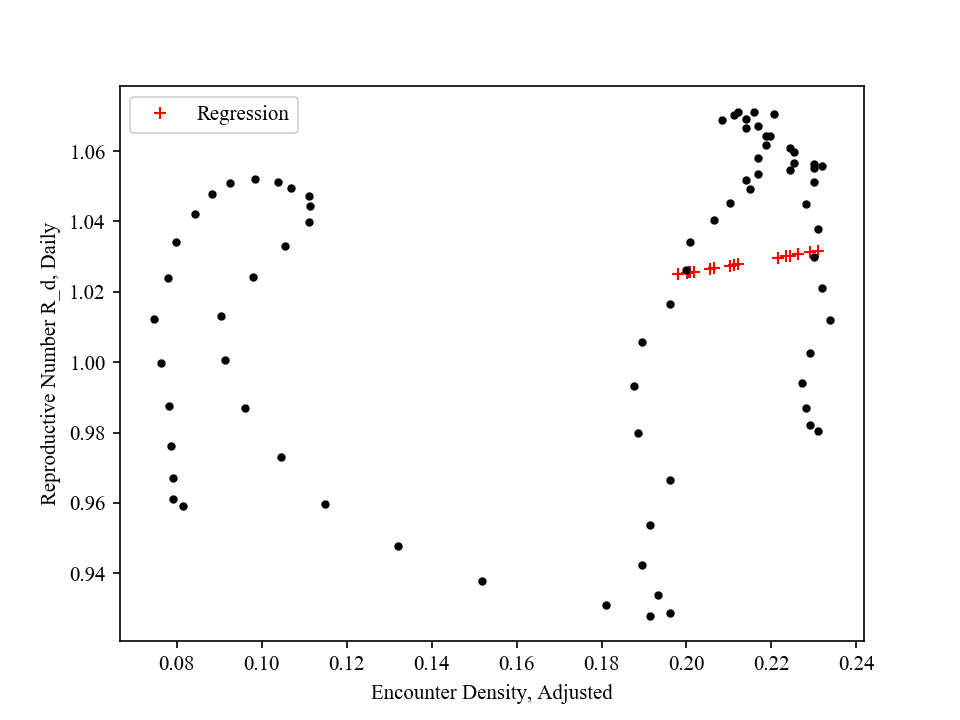 Regression
1.06
1.04
1.02
1.00
0.98
0.96
0.94
Reproductive Number R_d, Daily
0.08 0.10 0.12 0.14 0.16 0.18 0.20 0.22 0.24
Encounter Density, Adjusted